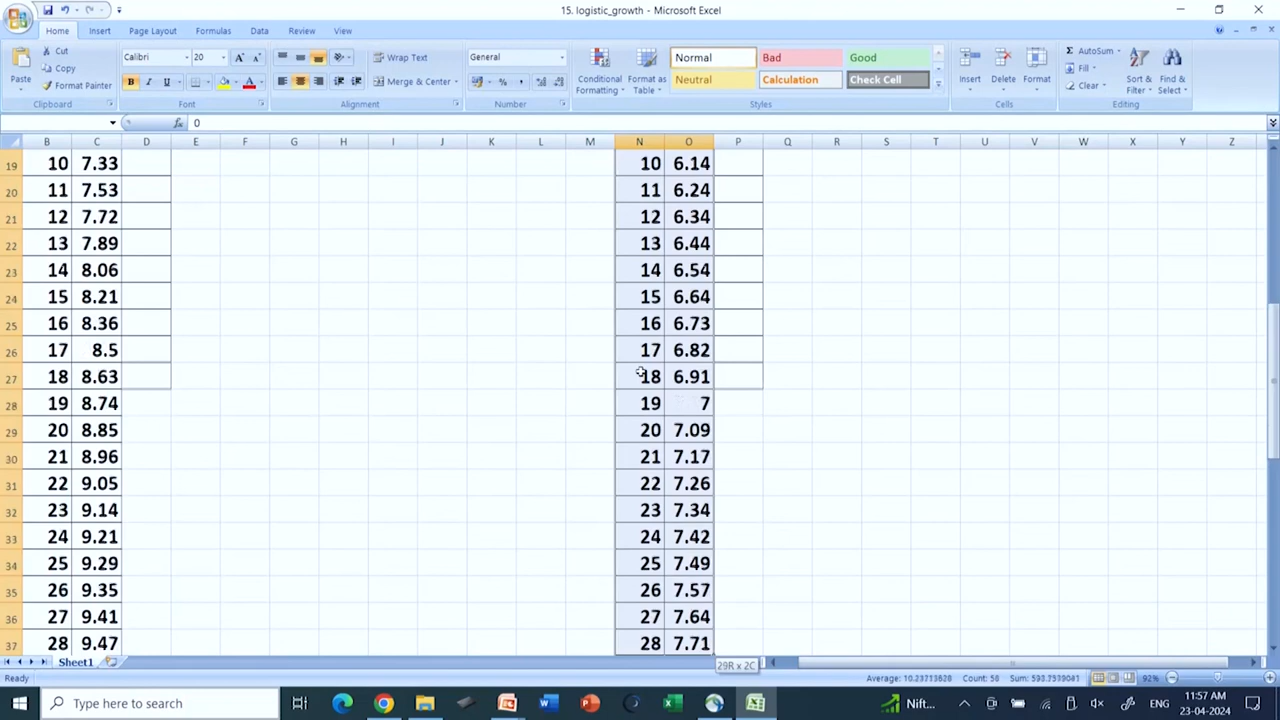 15. logistic_growth - Microsoft Excel
Home Insert Page Layout Formulas Data Review View
Paste
Cut
Copy
Format Painter
Clipboard
Calibri 20
B I U
Font
Wrap Text
Merge & Center
Alignment
General
Number
Conditional Formatting
Format as Table
Normal Bad Good
Neutral Calculation Check Cell
Styles
Insert Delete Format
Cells
AutoSum
Fill
Clear
Sort & Filter
Find & Select
Editing
fx 0
B C D E F G H I J K L M N O P Q R S T U V W X Y Z
19 10 7.33 10 6.14
20 11 7.53 11 6.24
21 12 7.72 12 6.34
22 13 7.89 13 6.44
23 14 8.06 14 6.54
24 15 8.21 15 6.64
25 16 8.36 16 6.73
26 17 8.5 17 6.82
27 18 8.63 18 6.91
28 19 8.74 19 7
29 20 8.85 20 7.09
30 21 8.96 21 7.17
31 22 9.05 22 7.26
32 23 9.14 23 7.34
33 24 9.21 24 7.42
34 25 9.29 25 7.49
35 26 9.35 26 7.57
36 27 9.41 27 7.64
37 28 9.47 28 7.71
Sheet1
29R x 2C
Ready Count: 58 92%
Type here to search
Nift...
ENG
11:57 AM
23-04-2024